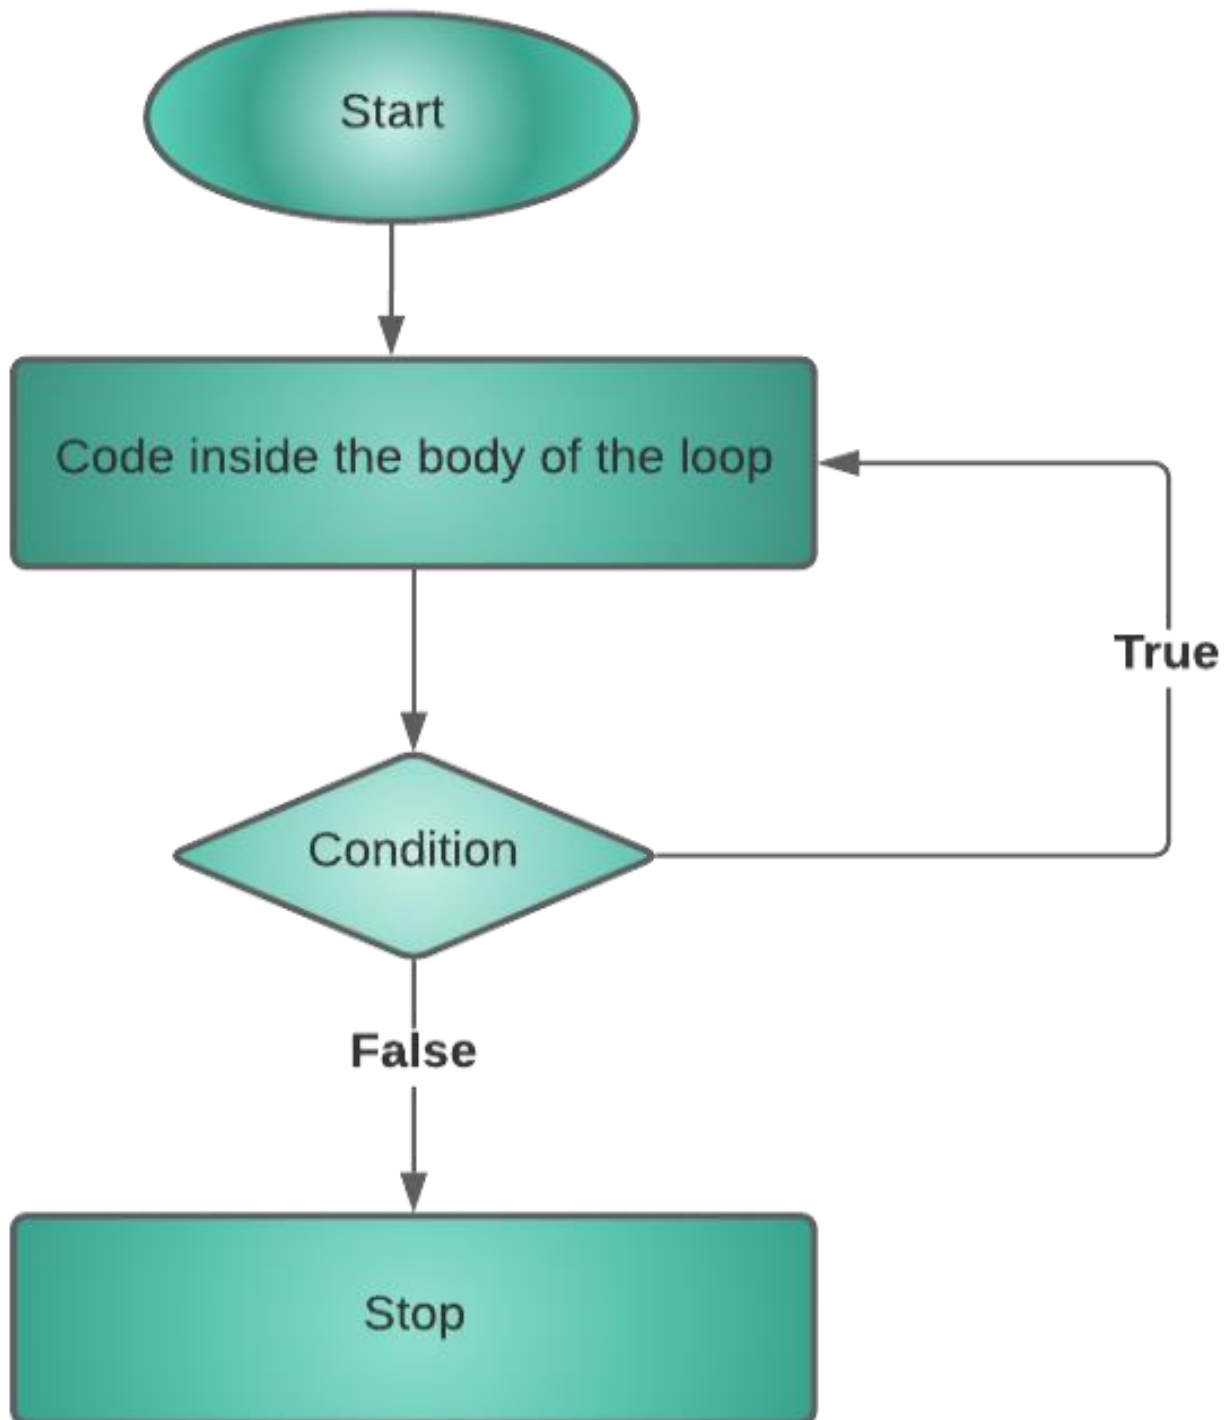 Start
Code inside the body of the loop
True
Condition
False
Stop